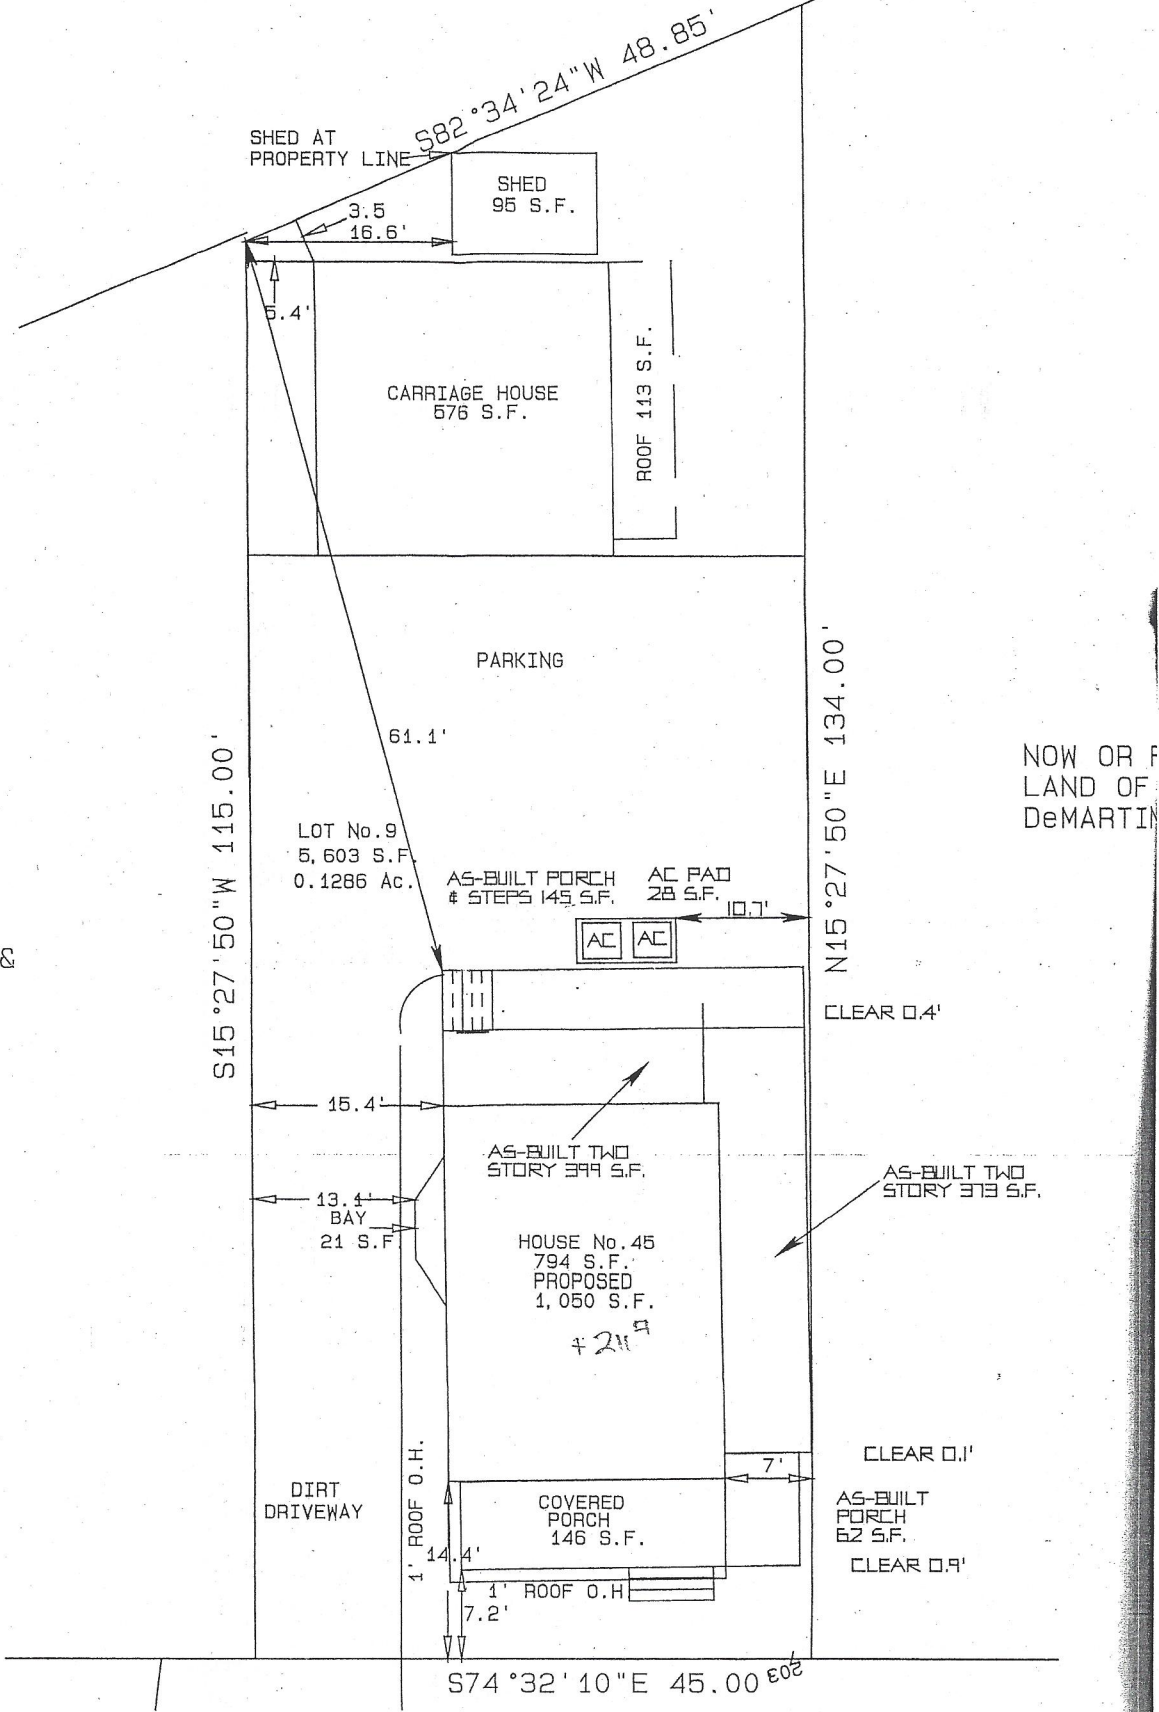 S82°34'24"W 48.85'
SHED AT
PROPERTY LINE
SHED
95 S.F.
3.5
16.6'
5.4'
CARRIAGE HOUSE
576 S.F.
ROOF 113 S.F.
PARKING
N15°27'50"E 134.00'
61.1'
S15°27'50"W 115.00'
NOW OR F
LAND OF
DeMARTIN
LOT No.9
5,603 S.F.
0.1286 Ac.
AS-BUILT PORCH
& STEPS 145 S.F.
AC PAD
28 S.F.
10.7'
AC
AC
&
CLEAR 0.4'
15.4'
AS-BUILT TWO
STORY 399 S.F.
AS-BUILT TWO
STORY 373 S.F.
13.1'
BAY
21 S.F.
HOUSE No.45
794 S.F.
PROPOSED
1,050 S.F.
CLEAR 0.1'
7'
1' ROOF O.H.
DIRT
DRIVEWAY
COVERED
PORCH
146 S.F.
AS-BUILT
PORCH
62 S.F.
14.4'
CLEAR 0.9'
1' ROOF O.H.
7.2'
S74°32'10"E 45.00
203